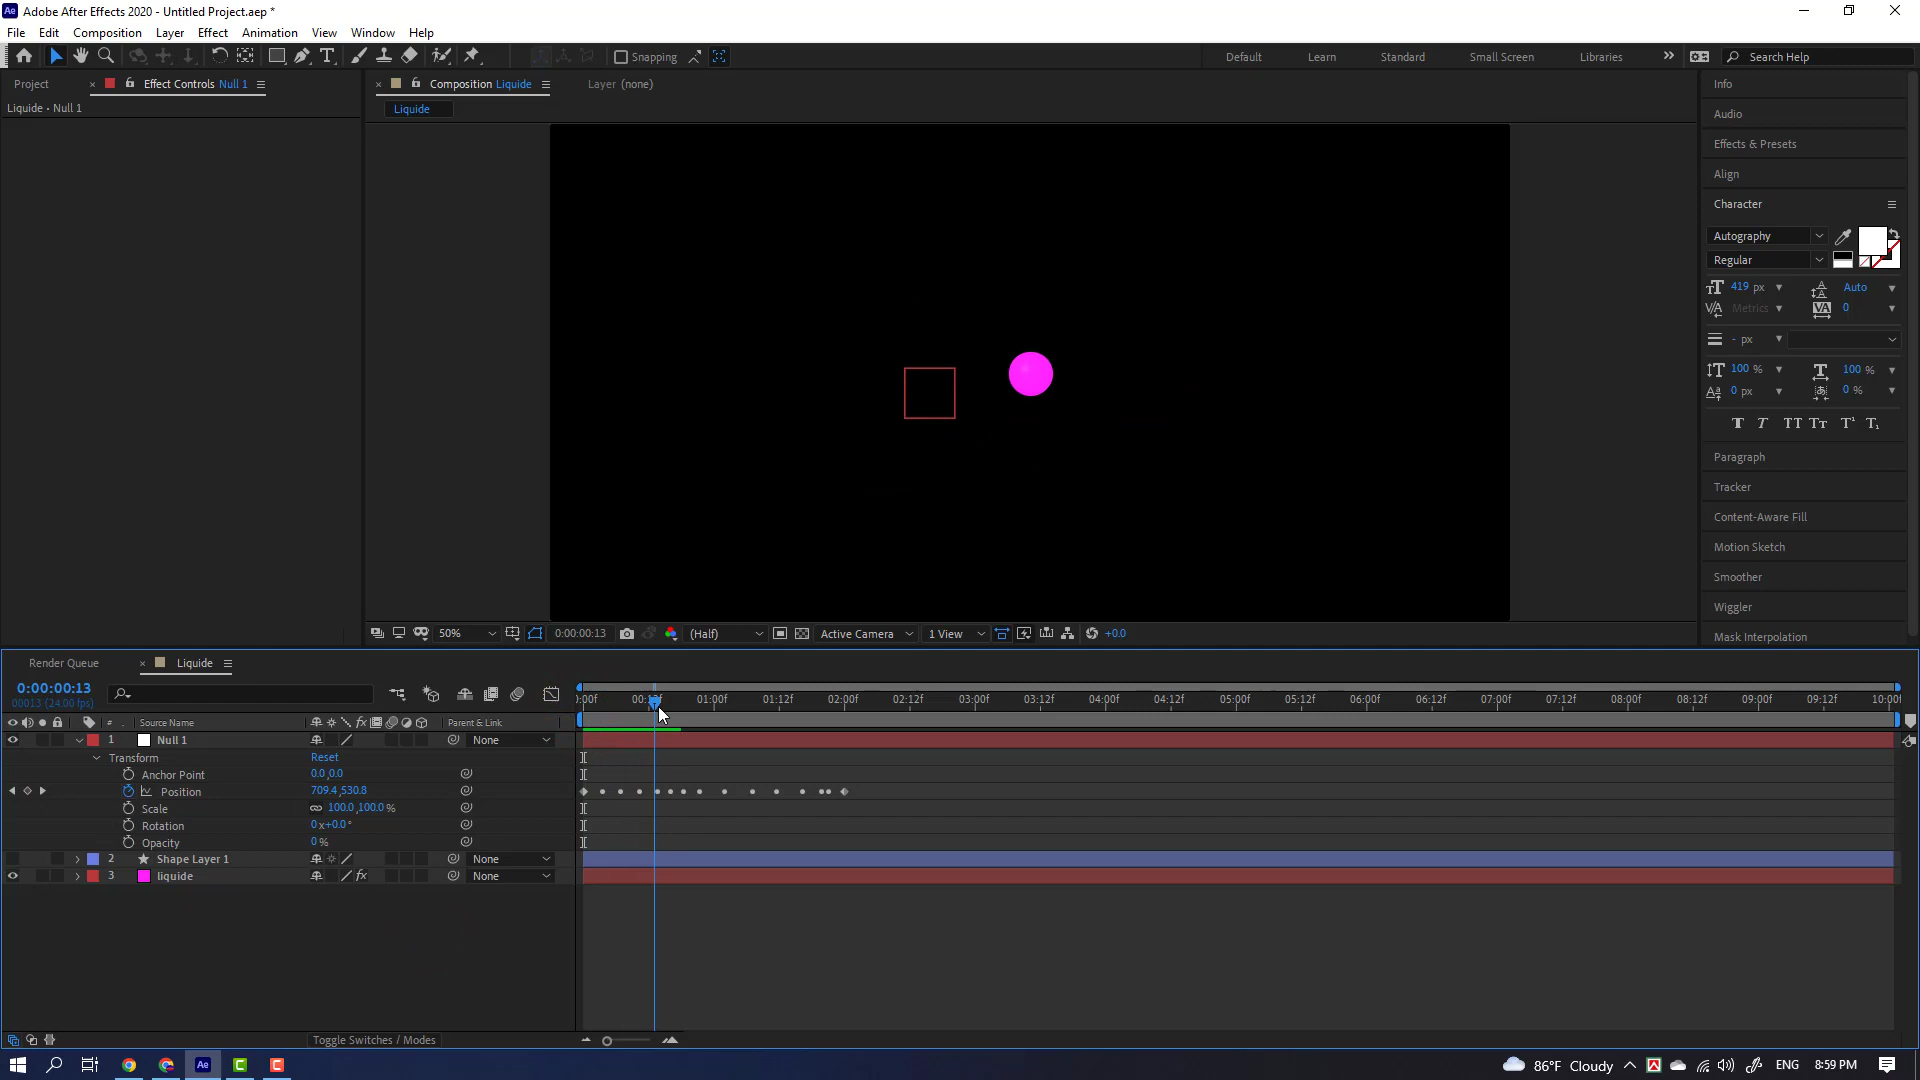 Adobe After Effects 2020 - Untitled Project.aep *
File Edit Composition Layer Effect Animation View Window Help
Snapping Default Learn Standard Small Screen Libraries Search Help
Project Effect Controls Null 1 Composition Liquide Layer (none)
Liquide • Null 1
Liquide
Info
Audio
Effects & Presets
Align
Character
Autography
Regular
419 px Auto
Metrics 0
- px
100 % 100 %
0 px 0 %
Paragraph
Tracker
Content-Aware Fill
Motion Sketch
Smoother
Wiggler
Mask Interpolation
50% 0:00:00:13 (Half) Active Camera 1 View +0.0
Render Queue Liquide
0:00:00:13
00013 (24.00 fps)
:00f 00:12f 01:00f 01:12f 02:00f 02:12f 03:00f 03:12f 04:00f 04:12f 05:00f 05:12f 06:00f 06:12f 07:00f 07:12f 08:00f 08:12f 09:00f 09:12f 10:00f
# Source Name Parent & Link
1 Null 1 None
Transform Reset
Anchor Point 0.0,0.0
Position 709.4,530.8
Scale 100.0,100.0 %
Rotation 0x+0.0°
Opacity 0 %
2 Shape Layer 1 None
3 liquide None
Toggle Switches / Modes
86°F Cloudy ENG 8:59 PM